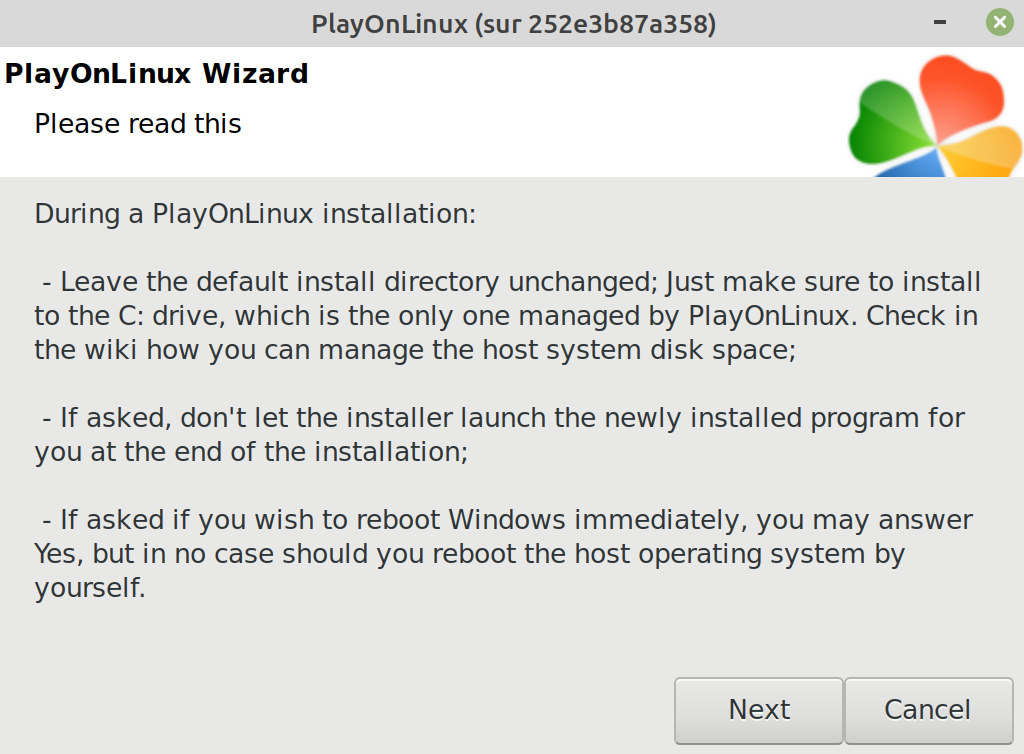 PlayOnLinux (sur 252e3b87a358)
PlayOnLinux Wizard
Please read this
During a PlayOnLinux installation:
- Leave the default install directory unchanged; Just make sure to install
to the C: drive, which is the only one managed by PlayOnLinux. Check in
the wiki how you can manage the host system disk space;
- If asked, don't let the installer launch the newly installed program for
you at the end of the installation;
- If asked if you wish to reboot Windows immediately, you may answer
Yes, but in no case should you reboot the host operating system by
yourself.
Next
Cancel